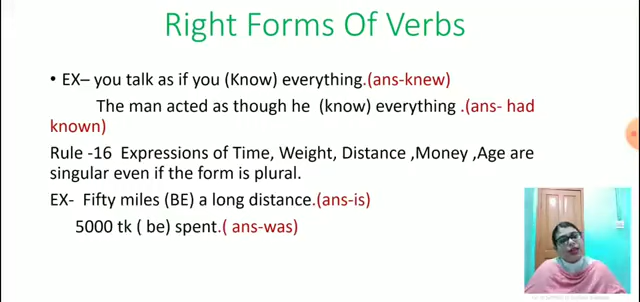 Right Forms Of Verbs
• EX– you talk as if you (Know) everything.(ans-knew)
The man acted as though he (know) everything .(ans- had
known)
Rule -16 Expressions of Time, Weight, Distance ,Money ,Age are
singular even if the form is plural.
EX- Fifty miles (BE) a long distance.(ans-is)
5000 tk ( be) spent.( ans-was)